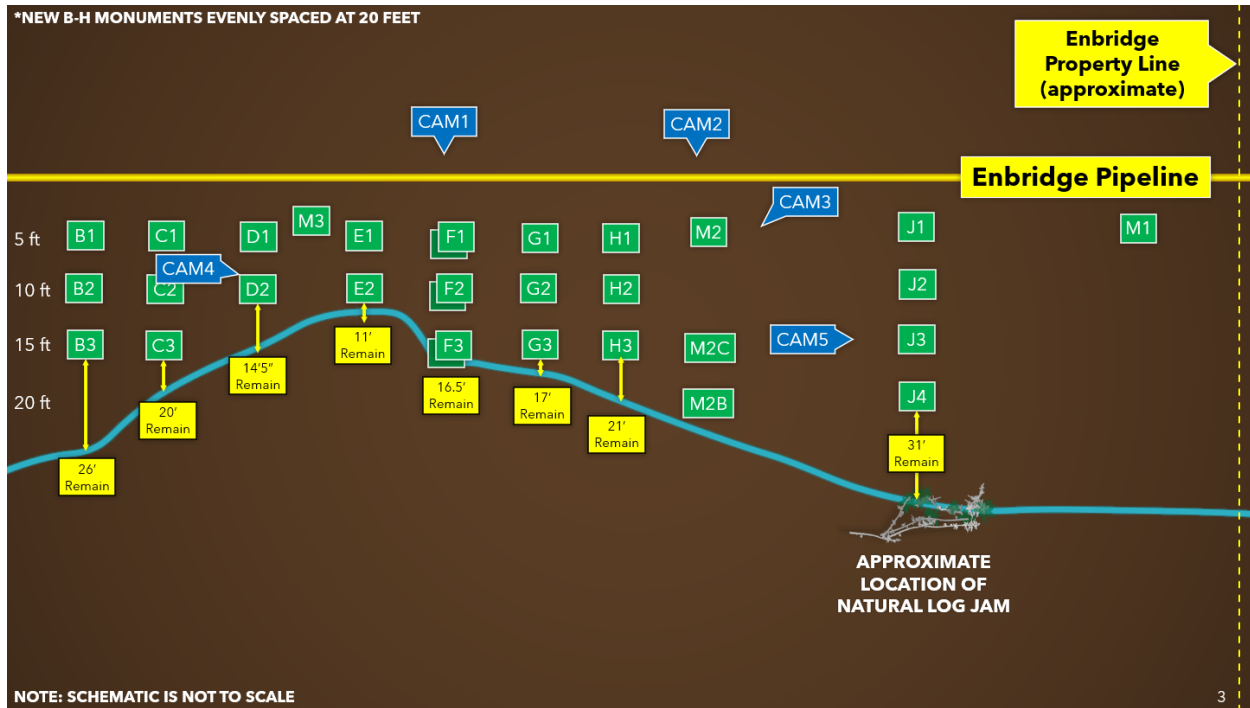 *NEW B-H MONUMENTS EVENLY SPACED AT 20 FEET
Enbridge
Property Line
(approximate)
CAM1
CAM2
Enbridge Pipeline
CAM3
5 ft
B1
C1
D1
M3
E1
F1
G1
H1
M2
J1
M1
CAM4
10 ft
B2
C2
D2
E2
F2
G2
H2
J2
15 ft
B3
C3
14'5"
Remain
11'
Remain
F3
G3
H3
M2C
CAM5
J3
20 ft
20'
Remain
16.5'
Remain
17'
Remain
21'
Remain
M2B
J4
26'
Remain
31'
Remain
APPROXIMATE
LOCATION OF
NATURAL LOG JAM
NOTE: SCHEMATIC IS NOT TO SCALE
3